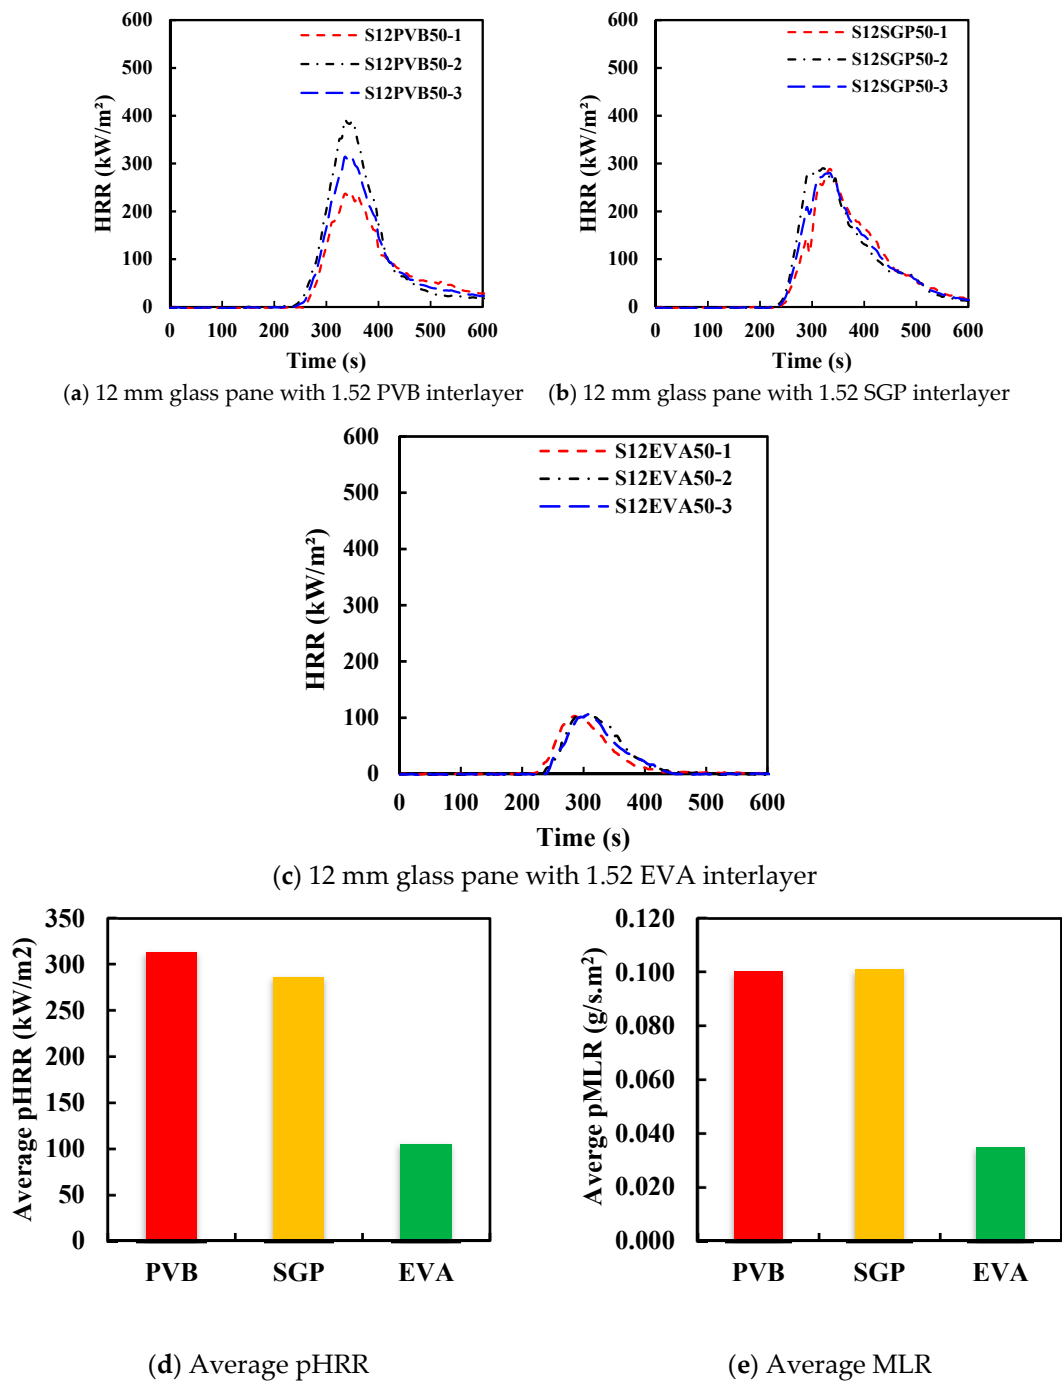 600
500
400
300
200
100
0
HRR (kW/m²)
S12PVB50-1
S12PVB50-2
S12PVB50-3
0 100 200 300 400 500 600
Time (s)
(a) 12 mm glass pane with 1.52 PVB interlayer
600
500
400
300
200
100
0
HRR (kW/m²)
S12SGP50-1
S12SGP50-2
S12SGP50-3
0 100 200 300 400 500 600
Time (s)
(b) 12 mm glass pane with 1.52 SGP interlayer
600
500
400
300
200
100
0
HRR (kW/m²)
S12EVA50-1
S12EVA50-2
S12EVA50-3
0 100 200 300 400 500 600
Time (s)
(c) 12 mm glass pane with 1.52 EVA interlayer
350
300
250
200
150
100
50
0
Average pHRR (kW/m2)
PVB SGP EVA
(d) Average pHRR
0.120
0.100
0.080
0.060
0.040
0.020
0.000
Averge pMLR (g/s.m²)
PVB SGP EVA
(e) Average MLR